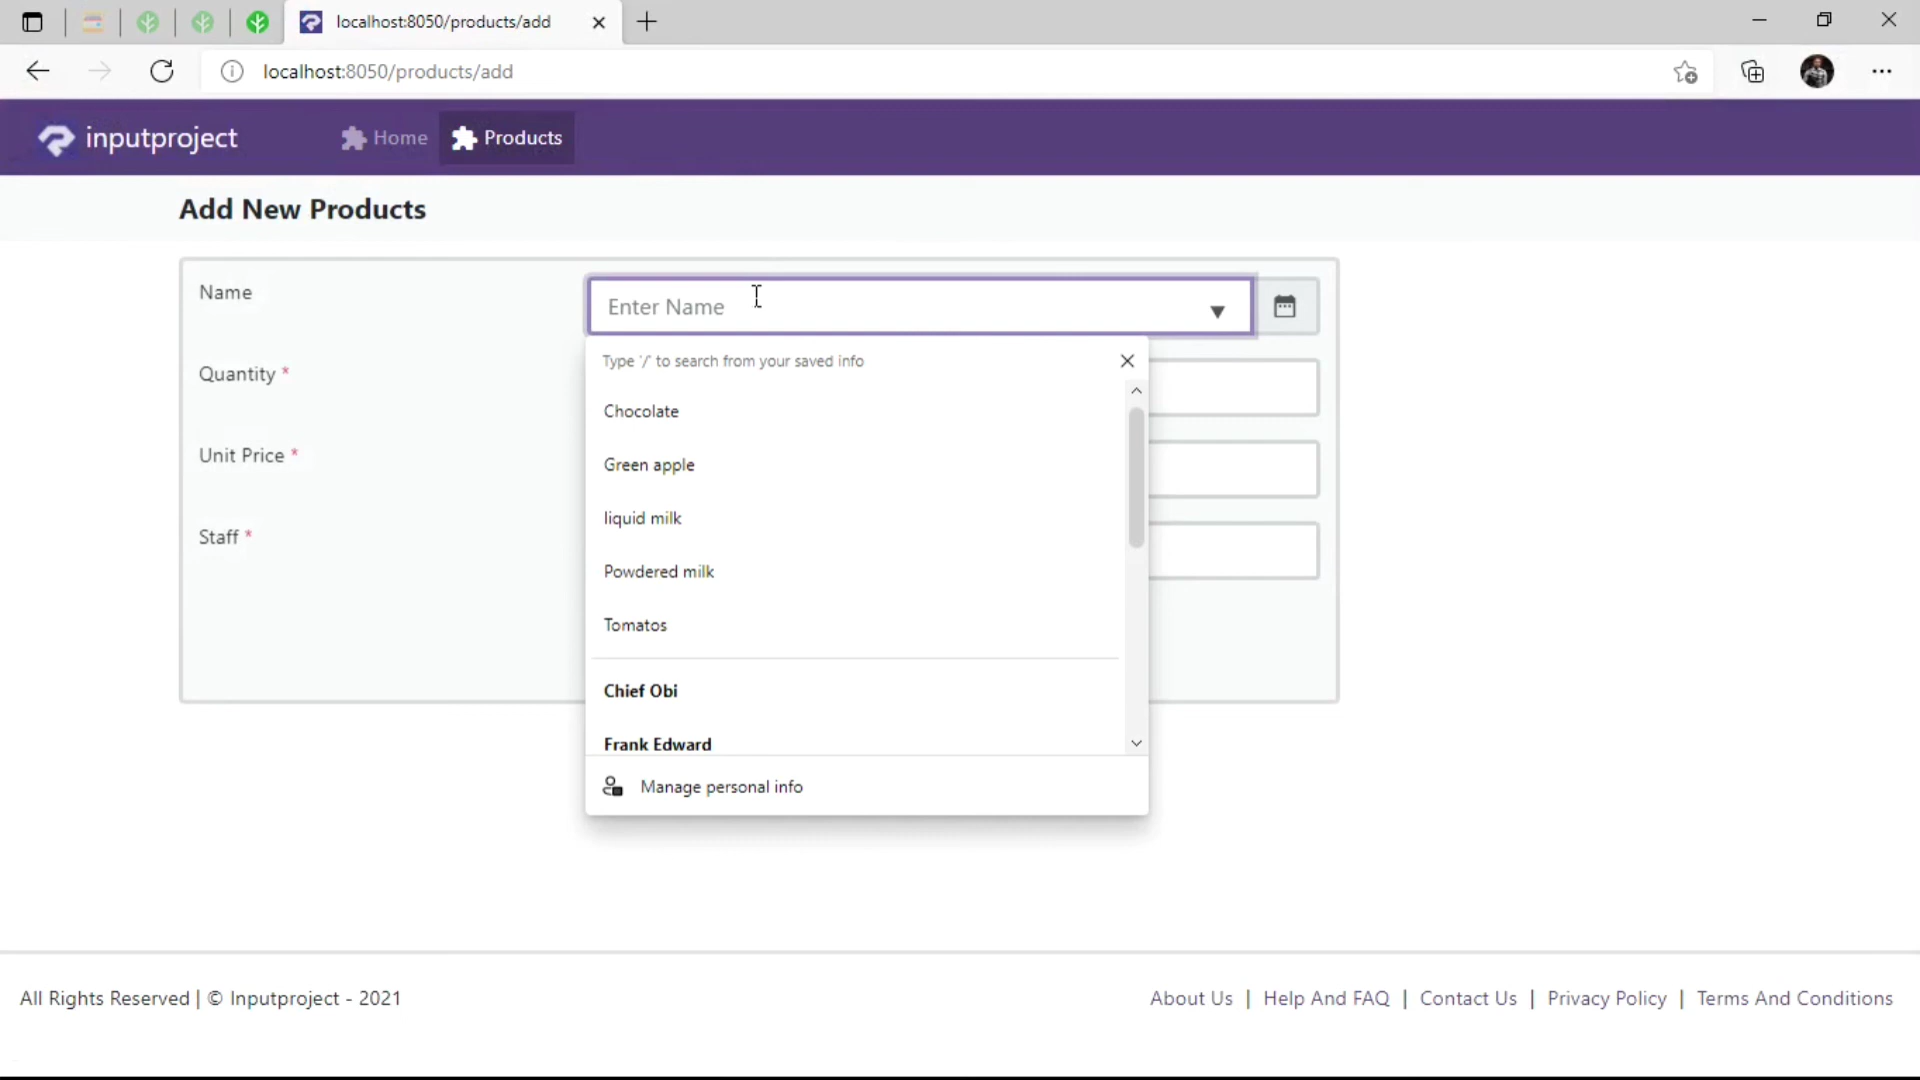 localhost:8050/products/add
localhost:8050/products/add
inputproject Home Products
Add New Products
Name
Enter Name
Type '/' to search from your saved info
Quantity *
Chocolate
Unit Price *
Green apple
liquid milk
Staff *
Powdered milk
Tomatos
Chief Obi
Frank Edward
Manage personal info
All Rights Reserved | © Inputproject - 2021
About Us | Help And FAQ | Contact Us | Privacy Policy | Terms And Conditions